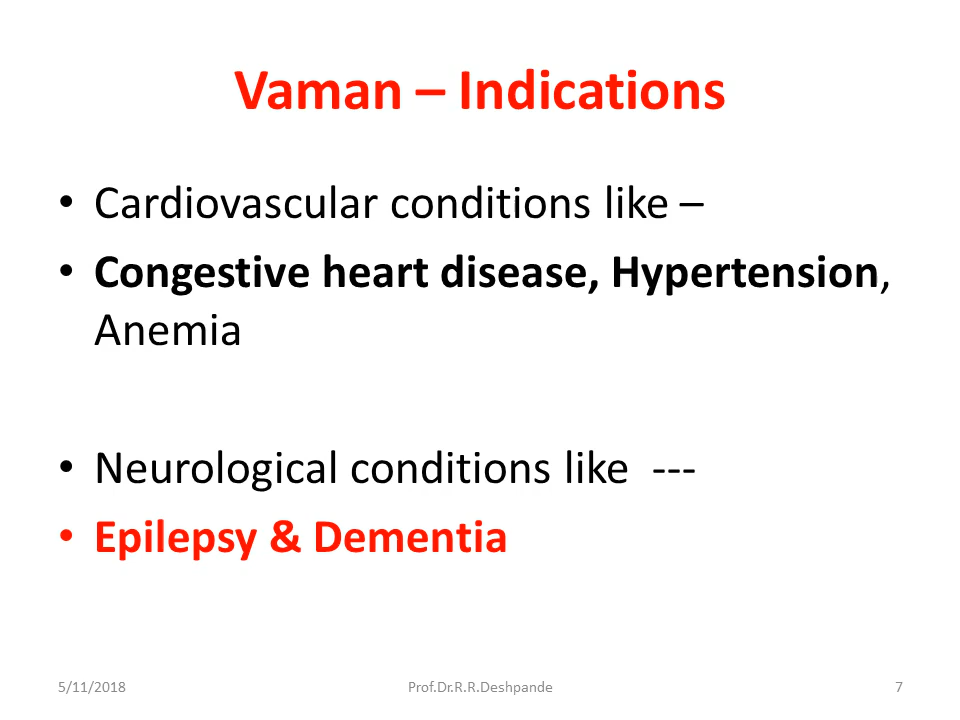 Vaman – Indications
• Cardiovascular conditions like –
• Congestive heart disease, Hypertension,
Anemia
• Neurological conditions like  ---
• Epilepsy & Dementia
5/11/2018
Prof.Dr.R.R.Deshpande
7